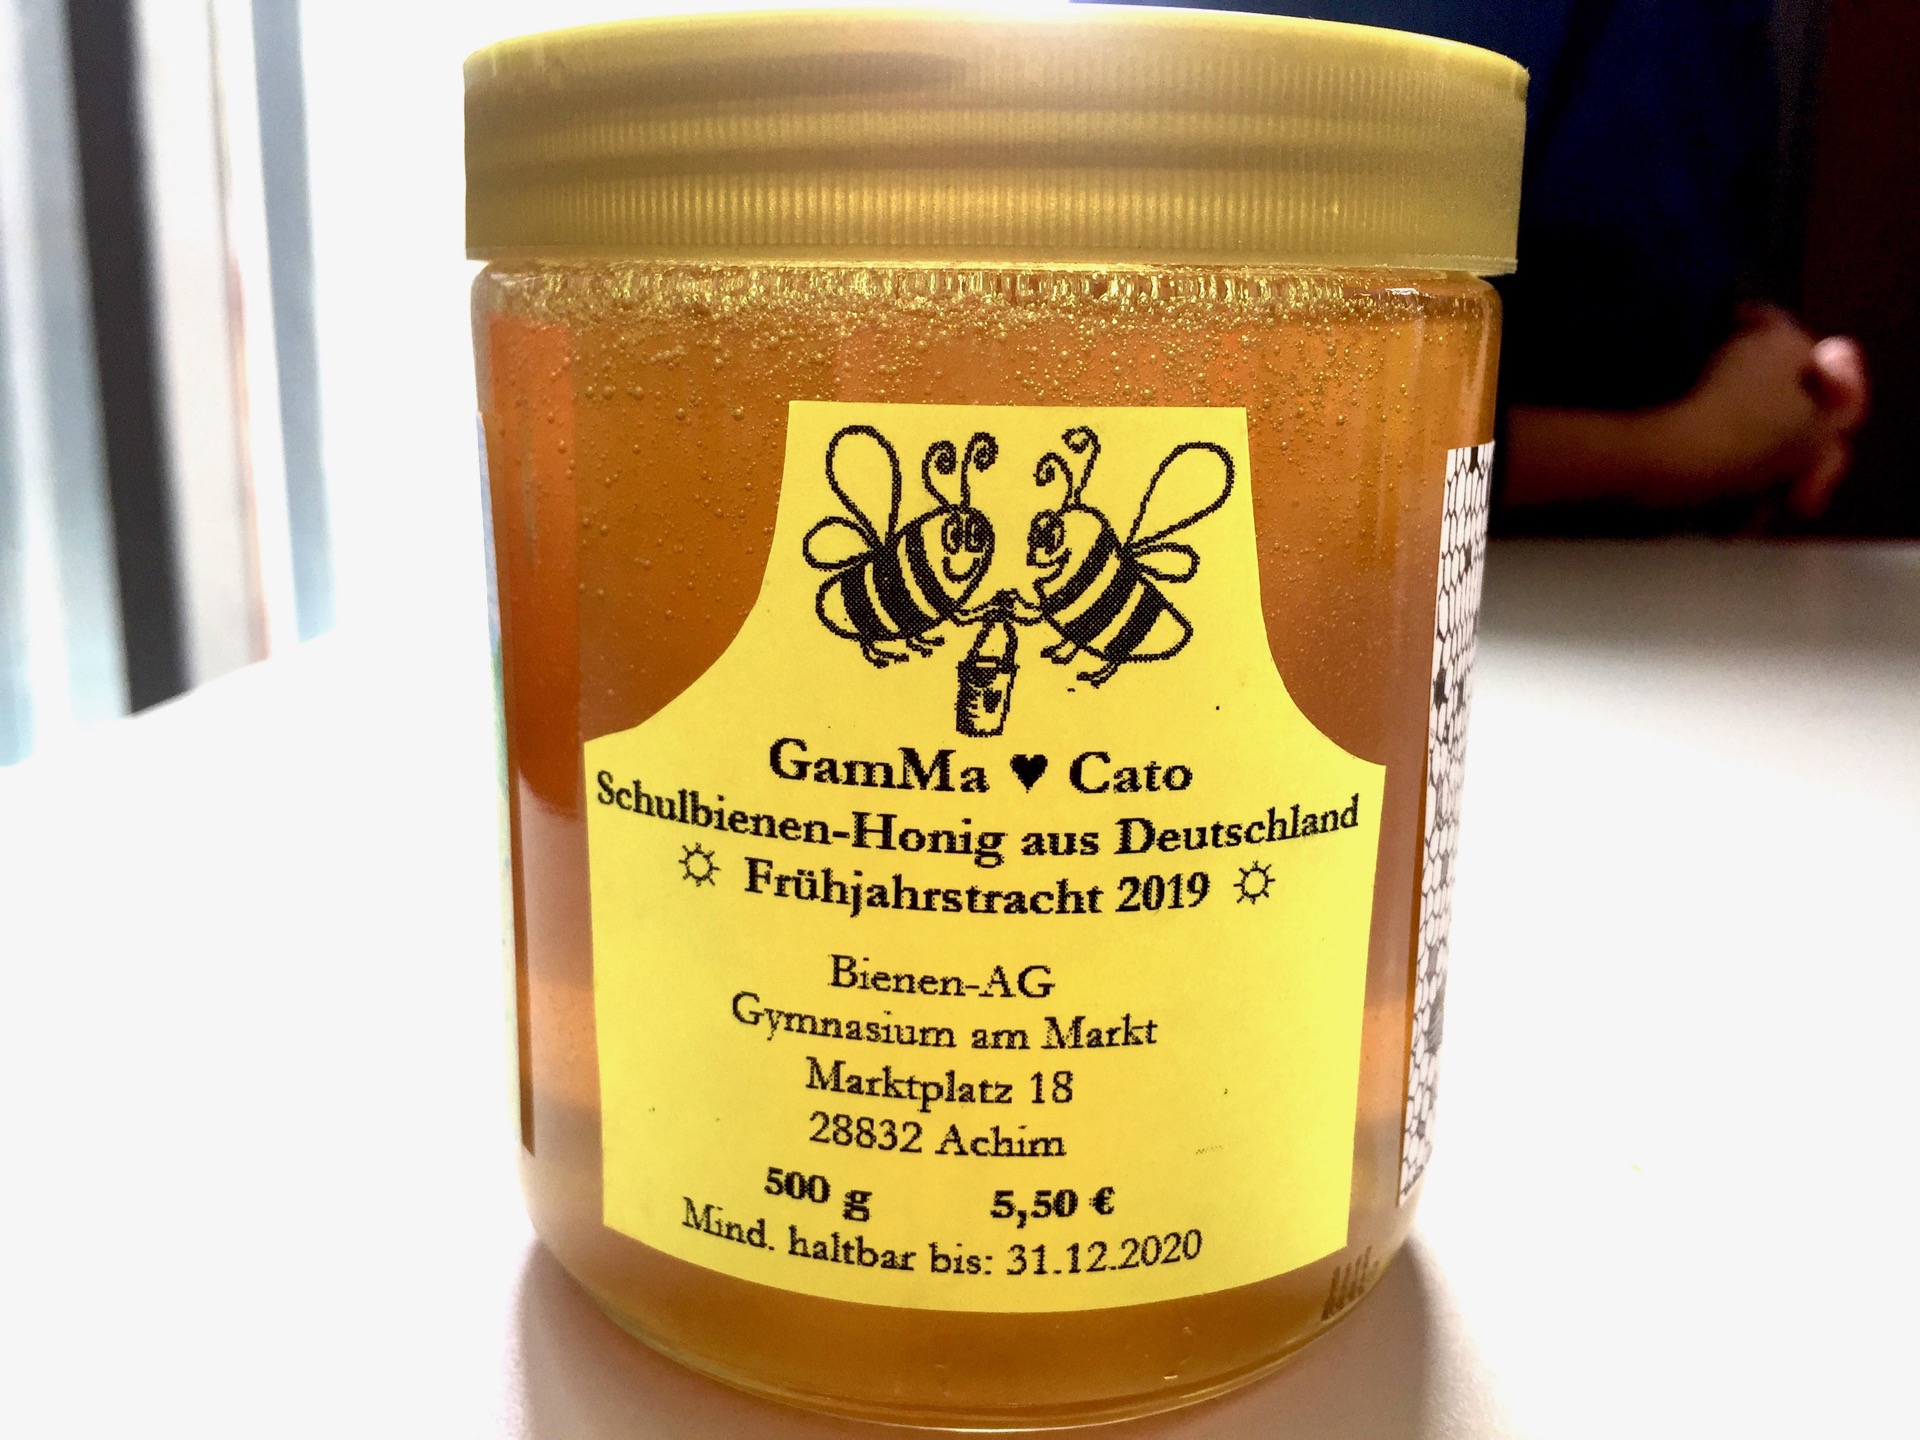 GamMa ♥ Cato
Schulbienen-Honig aus Deutschland
☼ Frühjahrstracht 2019 ☼
Bienen-AG
Gymnasium am Markt
Marktplatz 18
28832 Achim
500 g 5,50 €
Mind. haltbar bis: 31.12.2020